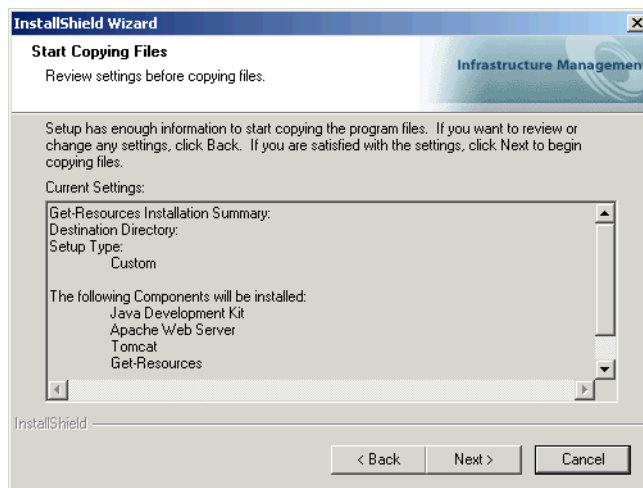 InstallShield Wizard
Start Copying Files
Review settings before copying files.
Infrastructure Management
Setup has enough information to start copying the program files. If you want to review or
change any settings, click Back. If you are satisfied with the settings, click Next to begin
copying files.
Current Settings:
Get-Resources Installation Summary:
Destination Directory:
Setup Type:
Custom
The following Components will be installed:
Java Development Kit
Apache Web Server
Tomcat
Get-Resources
InstallShield
< Back
Next >
Cancel